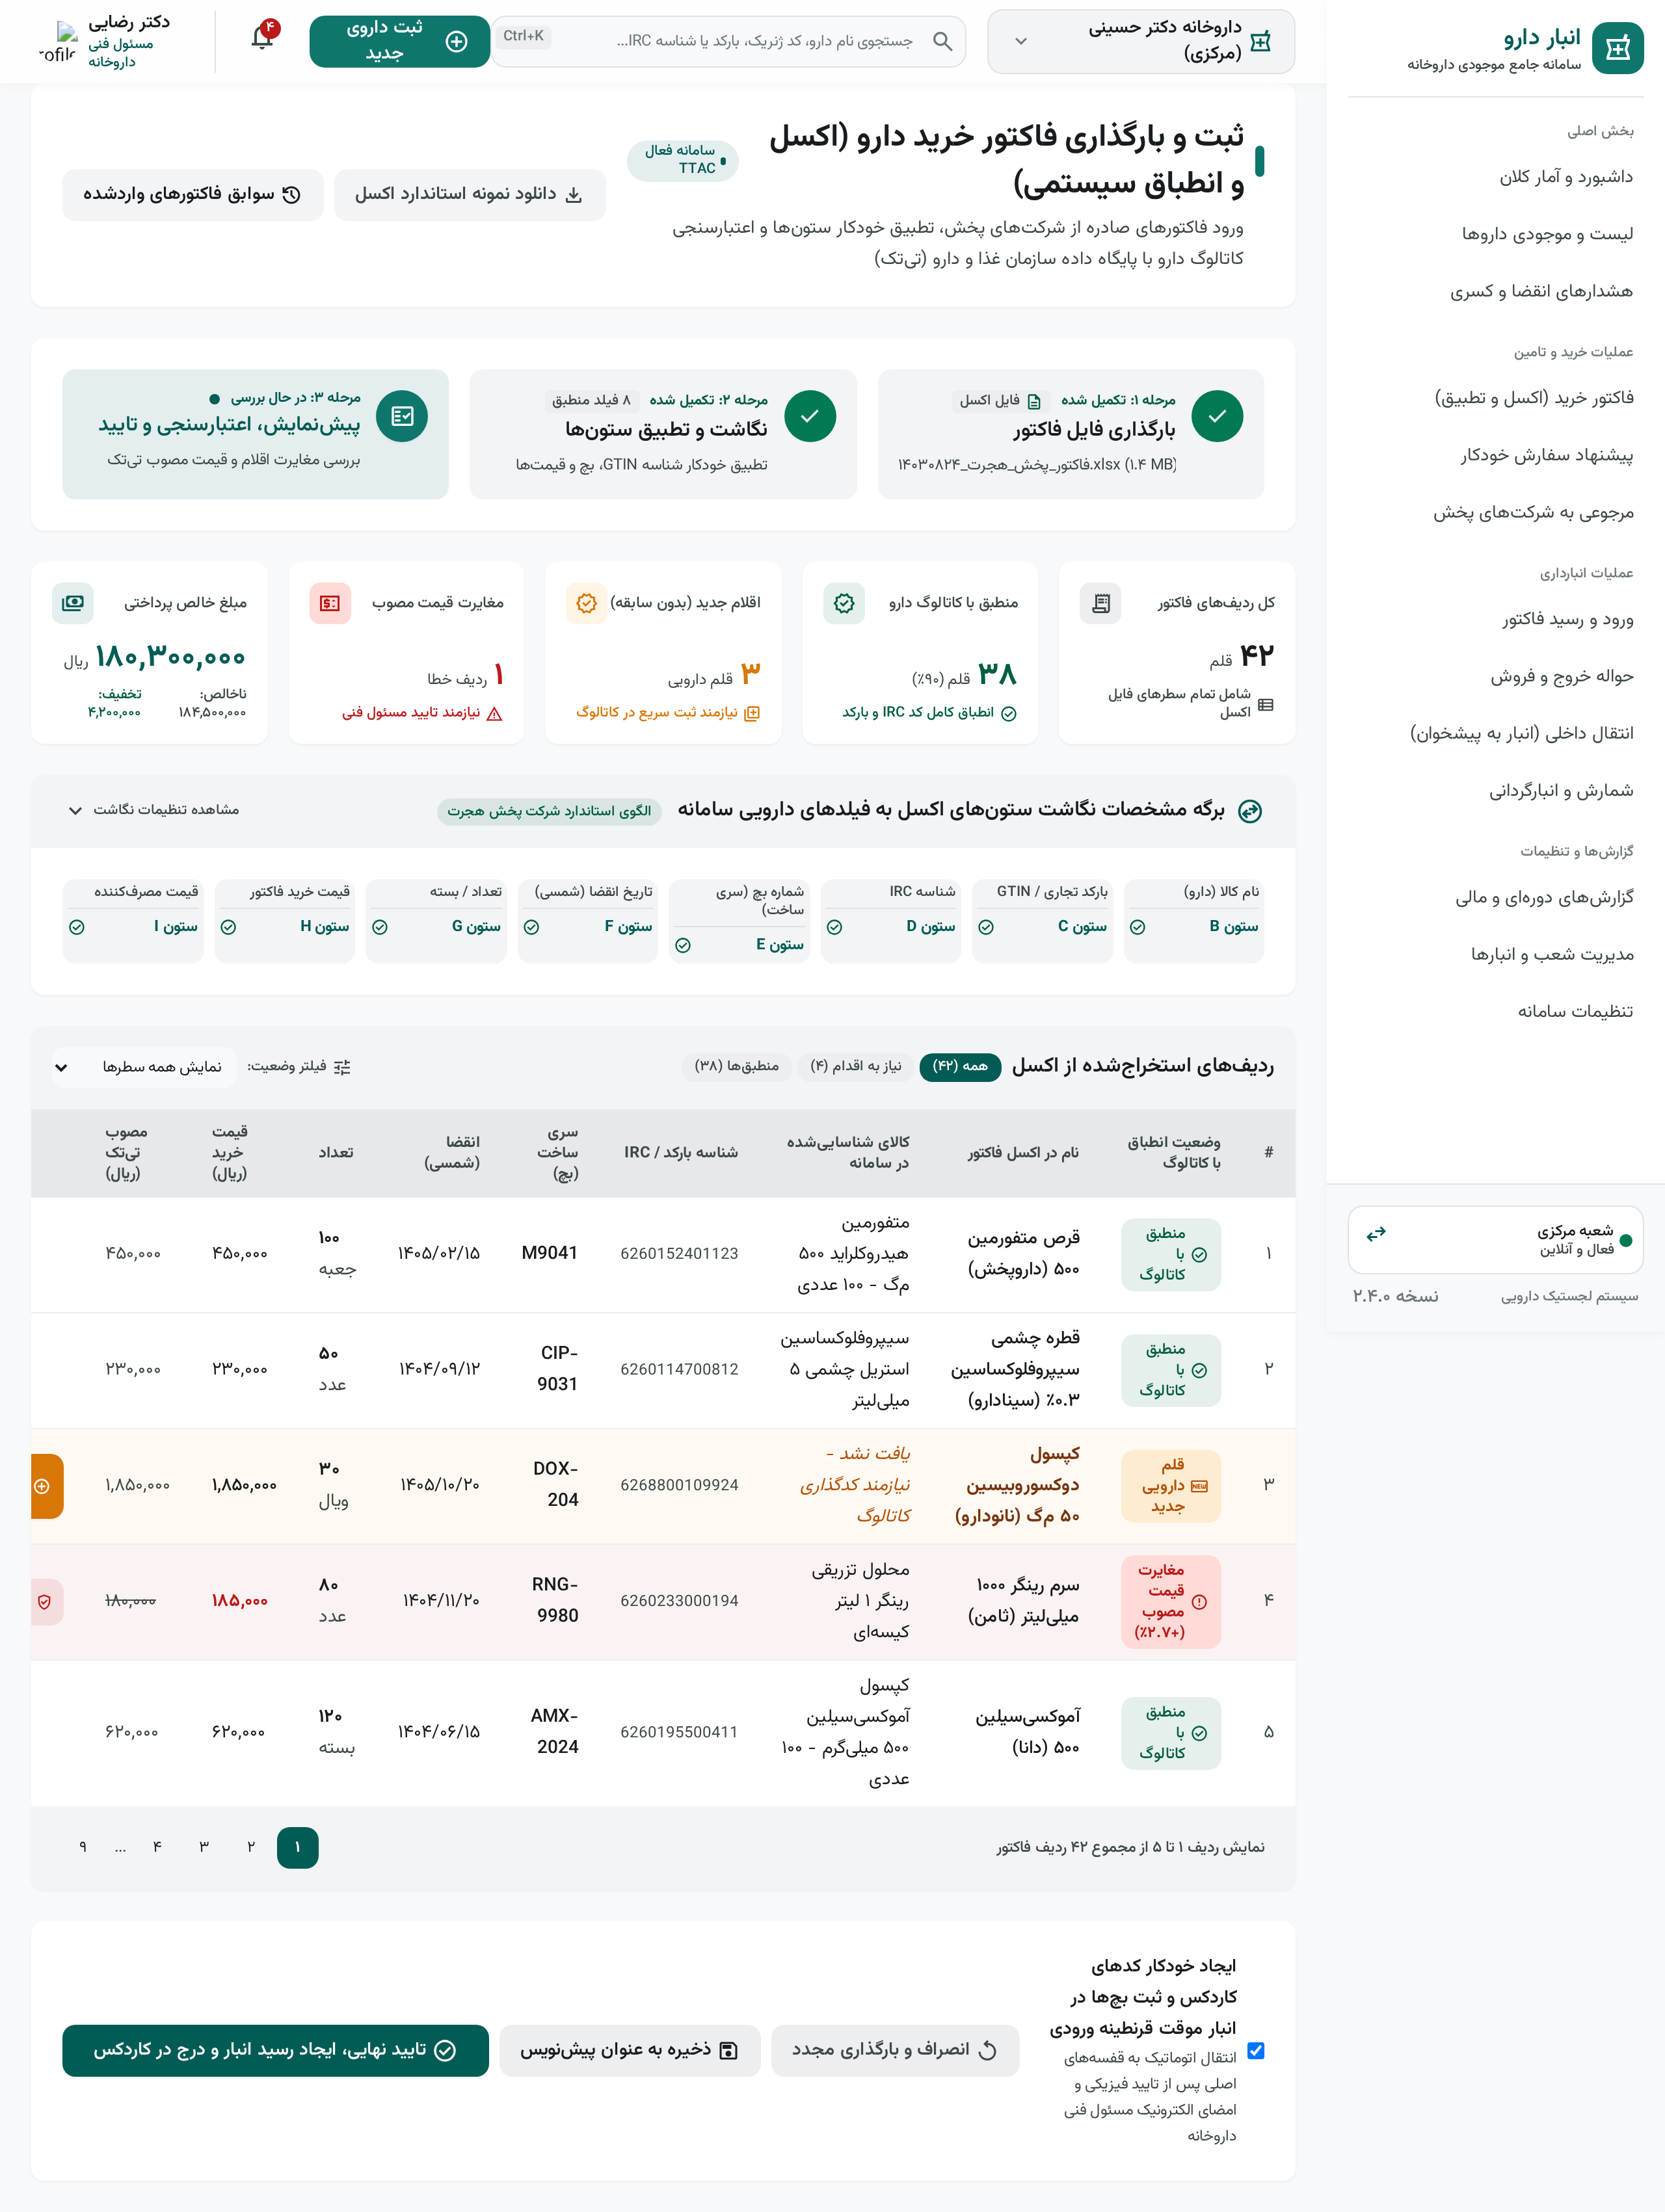 انبار دارو
سامانه جامع موجودی داروخانه
بخش اصلی
داشبورد و آمار کلان
لیست و موجودی داروها
هشدارهای انقضا و کسری
عملیات خرید و تامین
فاکتور خرید (اکسل و تطبیق)
پیشنهاد سفارش خودکار
مرجوعی به شرکت‌های پخش
عملیات انبارداری
ورود و رسید فاکتور
حواله خروج و فروش
انتقال داخلی (انبار به پیشخوان)
شمارش و انبارگردانی
گزارش‌ها و تنظیمات
گزارش‌های دوره‌ای و مالی
مدیریت شعب و انبارها
تنظیمات سامانه
شعبه مرکزی
فعال و آنلاین
سیستم لجستیک دارویی
نسخه ۲.۴.۰
داروخانه دکتر حسینی
(مرکزی)
جستجوی نام دارو، کد ژنریک، بارکد یا شناسه IRC...
Ctrl+K
ثبت داروی
جدید
۴
دکتر رضایی
مسئول فنی
داروخانه
ثبت و بارگذاری فاکتور خرید دارو (اکسل
و انطباق سیستمی)
سامانه فعال
TTAC
ورود فاکتورهای صادره از شرکت‌های پخش، تطبیق خودکار ستون‌ها و اعتبارسنجی
کاتالوگ دارو با پایگاه داده سازمان غذا و دارو (تی‌تک)
دانلود نمونه استاندارد اکسل
سوابق فاکتورهای واردشده
مرحله ۱: تکمیل شده
فایل اکسل
بارگذاری فایل فاکتور
فاکتور_پخش_هجرت_۱۴۰۳۰۸۲۴.xlsx (۱.۴ MB)
مرحله ۲: تکمیل شده
۸ فیلد منطبق
نگاشت و تطبیق ستون‌ها
تطبیق خودکار شناسه GTIN، بچ و قیمت‌ها
مرحله ۳: در حال بررسی
پیش‌نمایش، اعتبارسنجی و تایید
بررسی مغایرت اقلام و قیمت مصوب تی‌تک
کل ردیف‌های فاکتور
۴۲ قلم
شامل تمام سطرهای فایل
اکسل
منطبق با کاتالوگ دارو
۳۸ قلم (۹۰٪)
انطباق کامل کد IRC و بارکد
اقلام جدید (بدون سابقه)
۳ قلم دارویی
نیازمند ثبت سریع در کاتالوگ
مغایرت قیمت مصوب
۱ ردیف خطا
نیازمند تایید مسئول فنی
مبلغ خالص پرداختی
۱۸۰,۳۰۰,۰۰۰ ریال
ناخالص:
۱۸۴,۵۰۰,۰۰۰
تخفیف:
۴,۲۰۰,۰۰۰
برگه مشخصات نگاشت ستون‌های اکسل به فیلدهای دارویی سامانه
الگوی استاندارد شرکت پخش هجرت
مشاهده تنظیمات نگاشت
نام کالا (دارو)
ستون B
بارکد تجاری / GTIN
ستون C
شناسه IRC
ستون D
شماره بچ (سری
ساخت)
ستون E
تاریخ انقضا (شمسی)
ستون F
تعداد / بسته
ستون G
قیمت خرید فاکتور
ستون H
قیمت مصرف‌کننده
ستون I
ردیف‌های استخراج‌شده از اکسل
همه (۴۲)
نیاز به اقدام (۴)
منطبق‌ها (۳۸)
فیلتر وضعیت:
نمایش همه سطرها
#
وضعیت انطباق
با کاتالوگ
نام در اکسل فاکتور
کالای شناسایی‌شده
در سامانه
شناسه بارکد / IRC
سری
ساخت
(بچ)
انقضا
(شمسی)
تعداد
قیمت
خرید
(ریال)
مصوب
تی‌تک
(ریال)
۱
منطبق
با
کاتالوگ
قرص متفورمین
۵۰۰ (داروپخش)
متفورمین
هیدروکلراید ۵۰۰
م‌گ - ۱۰۰ عددی
6260152401123
M9041
۱۴۰۵/۰۲/۱۵
۱۰۰
جعبه
۴۵۰,۰۰۰
۴۵۰,۰۰۰
۲
منطبق
با
کاتالوگ
قطره چشمی
سیپروفلوکساسین
۰.۳٪ (سینادارو)
سیپروفلوکساسین
استریل چشمی ۵
میلی‌لیتر
6260114700812
CIP-
9031
۱۴۰۴/۰۹/۱۲
۵۰
عدد
۲۳۰,۰۰۰
۲۳۰,۰۰۰
۳
قلم
دارویی
جدید
کپسول
دوکسوروبیسین
۵۰ م‌گ (نانودارو)
یافت نشد -
نیازمند کدگذاری
کاتالوگ
6268800109924
DOX-
204
۱۴۰۵/۱۰/۲۰
۳۰
ویال
۱,۸۵۰,۰۰۰
۱,۸۵۰,۰۰۰
۴
مغایرت
قیمت
مصوب
(+۲.۷٪)
سرم رینگر ۱۰۰۰
میلی‌لیتر (ثامن)
محلول تزریقی
رینگر ۱ لیتر
کیسه‌ای
6260233000194
RNG-
9980
۱۴۰۴/۱۱/۲۰
۸۰
عدد
۱۸۵,۰۰۰
۱۸۰,۰۰۰
۵
منطبق
با
کاتالوگ
آموکسی‌سیلین
۵۰۰ (دانا)
کپسول
آموکسی‌سیلین
۵۰۰ میلی‌گرم - ۱۰۰
عددی
6260195500411
AMX-
2024
۱۴۰۴/۰۶/۱۵
۱۲۰
بسته
۶۲۰,۰۰۰
۶۲۰,۰۰۰
نمایش ردیف ۱ تا ۵ از مجموع ۴۲ ردیف فاکتور
۱ ۲ ۳ ۴ ... ۹
ایجاد خودکار کدهای
کاردکس و ثبت بچ‌ها در
انبار موقت قرنطینه ورودی
انتقال اتوماتیک به قفسه‌های
اصلی پس از تایید فیزیکی و
امضای الکترونیک مسئول فنی
داروخانه
انصراف و بارگذاری مجدد
ذخیره به عنوان پیش‌نویس
تایید نهایی، ایجاد رسید انبار و درج در کاردکس